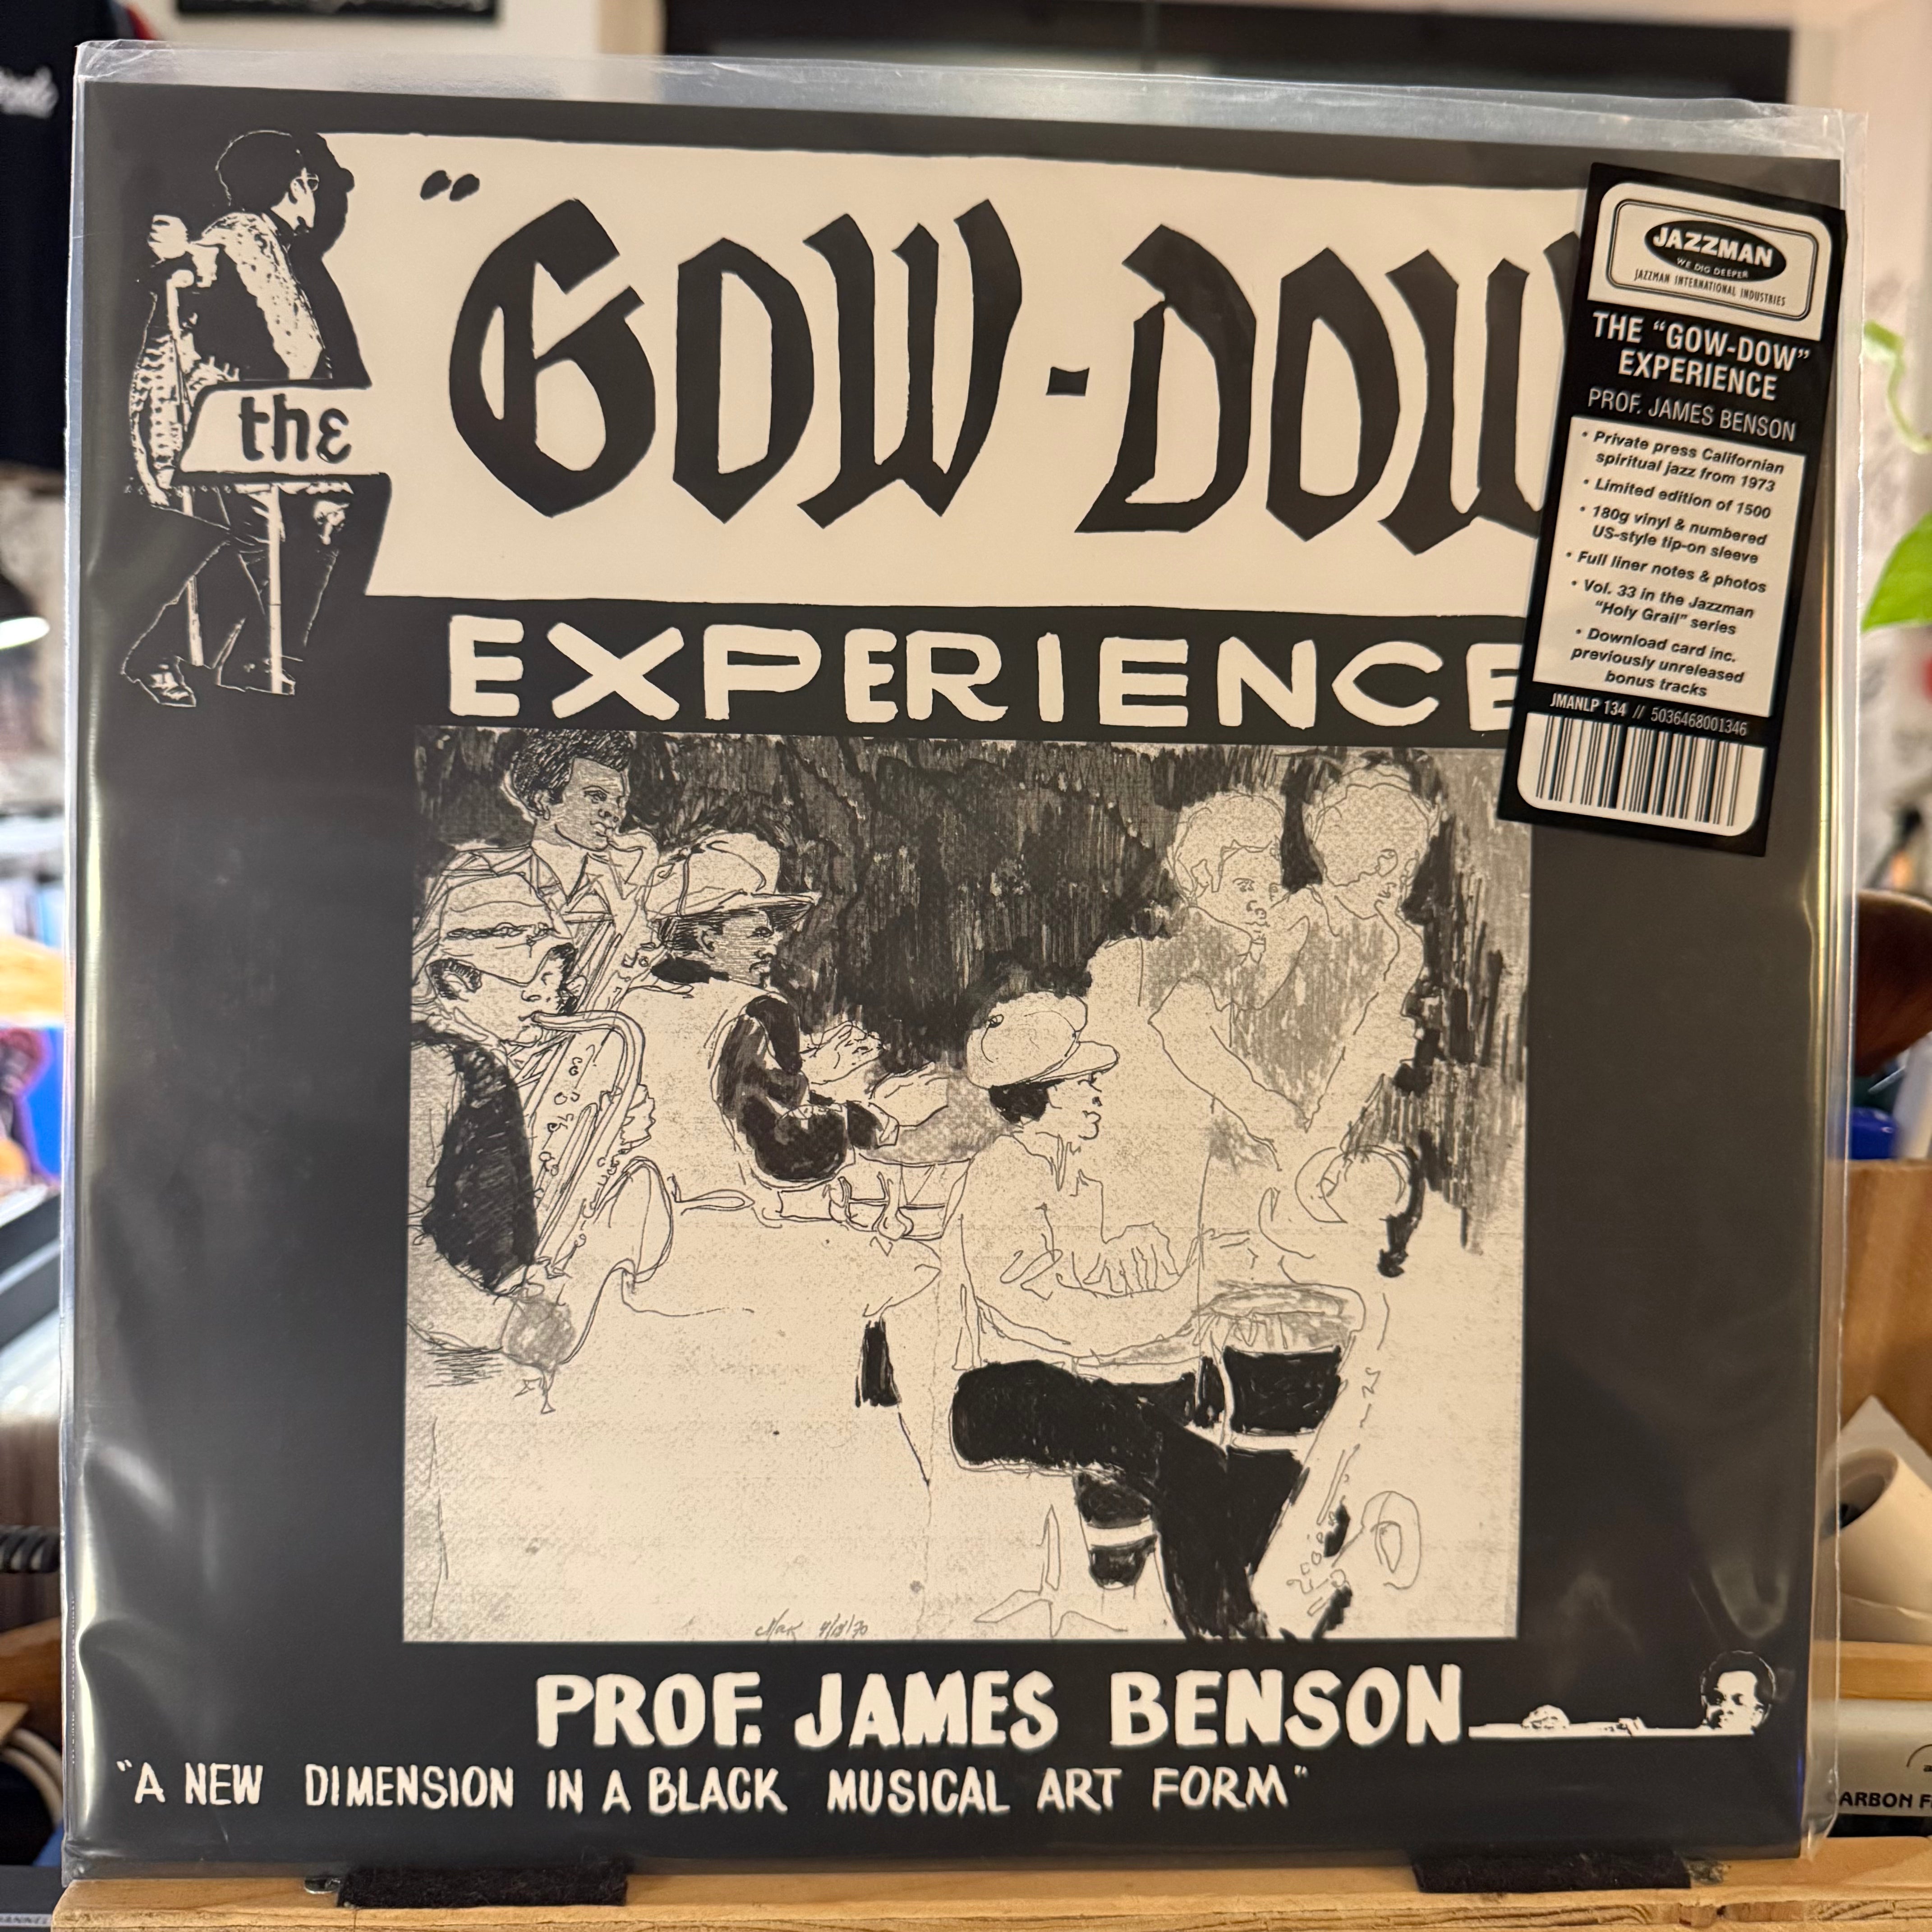 the
"GOW-DOW
EXPERIENCE
JAZZMAN
WE DIG DEEPER
JAZZMAN INTERNATIONAL INDUSTRIES
THE "GOW-DOW"
EXPERIENCE
PROF. JAMES BENSON
• Private press Californian
spiritual jazz from 1973
• Limited edition of 1500
• 180g vinyl & numbered
US-style tip-on sleeve
• Full liner notes & photos
• Vol. 33 in the Jazzman
"Holy Grail" series
• Download card inc.
previously unreleased
bonus tracks
JMANLP 134 // 5036468001346
PROF. JAMES BENSON
"A NEW DIMENSION IN A BLACK MUSICAL ART FORM"